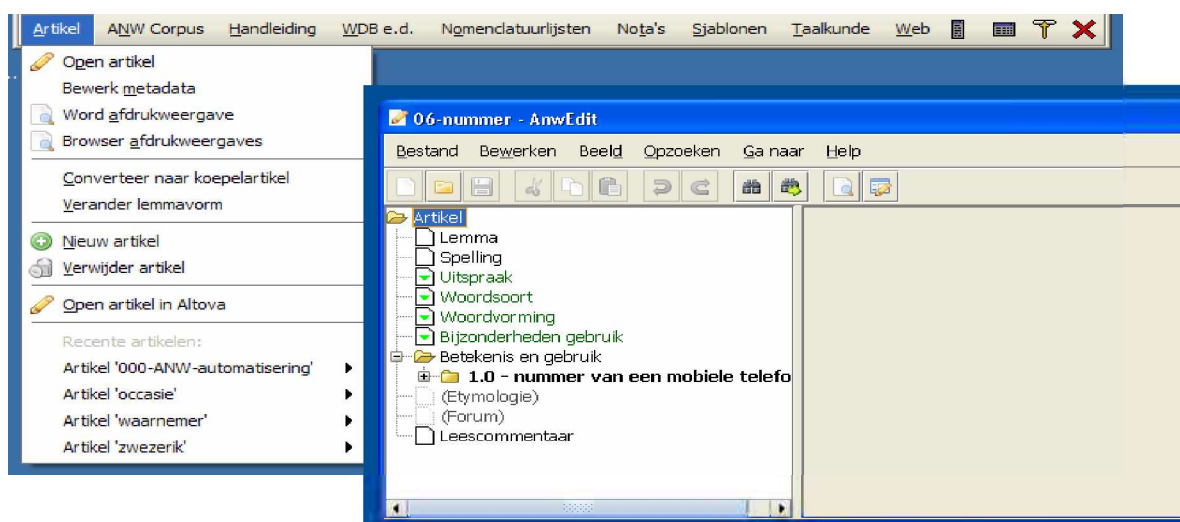 Artikel ANW Corpus Handleiding WDB e.d. Nomenclatuurlijsten Nota's Sjablonen Taalkunde Web
Open artikel
Bewerk metadata
Word afdrukweergave
Browser afdrukweergaves
Converteer naar koepelartikel
Verander lemmavorm
Nieuw artikel
Verwijder artikel
Open artikel in Altova
Recente artikelen:
Artikel '000-ANW-automatisering'
Artikel 'occasie'
Artikel 'waarnemer'
Artikel 'zwezerik'
06-nummer - AnwEdit
Bestand Bewerken Beeld Opzoeken Ga naar Help
Artikel
Lemma
Spelling
Uitspraak
Woordsoort
Woordvorming
Bijzonderheden gebruik
Betekenis en gebruik
1.0 - nummer van een mobiele telefo
(Etymologie)
(Forum)
Leescommentaar